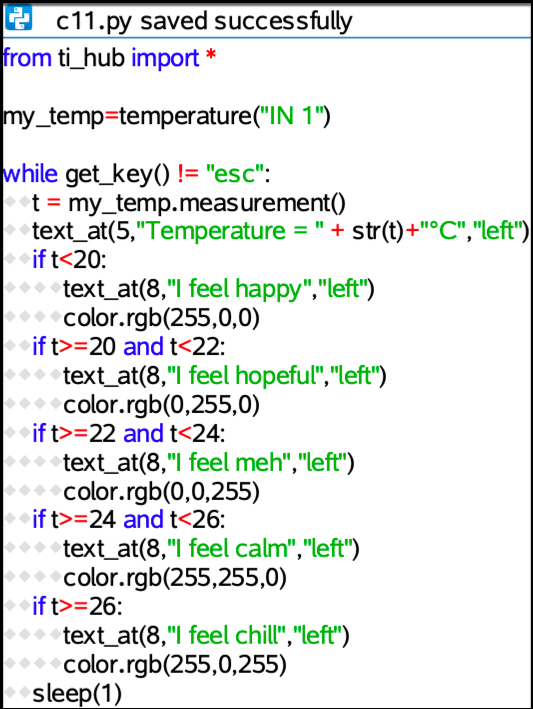 c11.py saved successfully
from ti_hub import *
my_temp=temperature("IN 1")
while get_key() != "esc":
t = my_temp.measurement()
text_at(5,"Temperature = " + str(t)+"°C","left")
if t<20:
text_at(8,"I feel happy","left")
color.rgb(255,0,0)
if t>=20 and t<22:
text_at(8,"I feel hopeful","left")
color.rgb(0,255,0)
if t>=22 and t<24:
text_at(8,"I feel meh","left")
color.rgb(0,0,255)
if t>=24 and t<26:
text_at(8,"I feel calm","left")
color.rgb(255,255,0)
if t>=26:
text_at(8,"I feel chill","left")
color.rgb(255,0,255)
sleep(1)